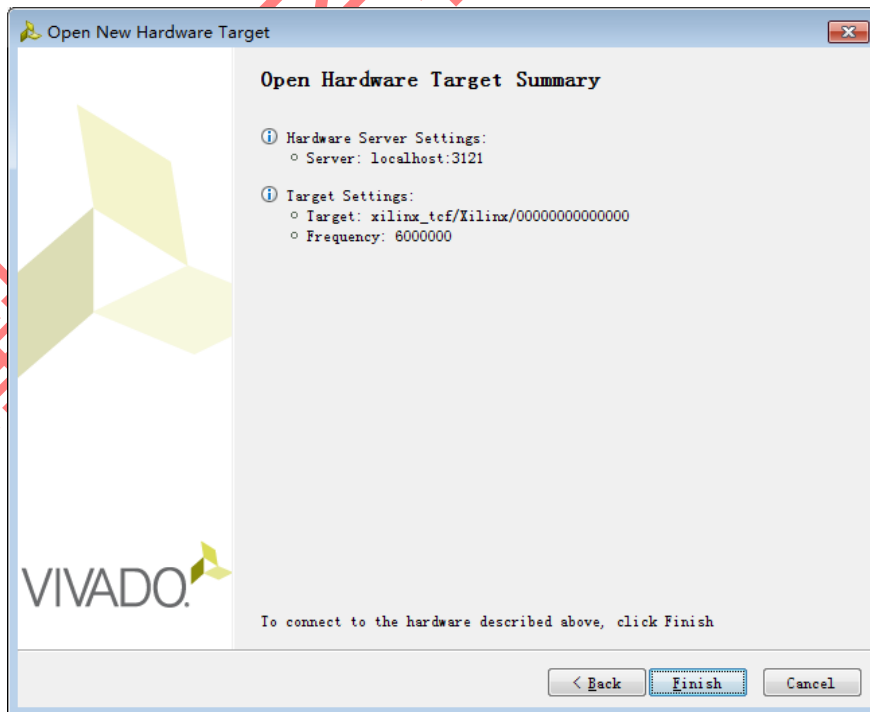 Open New Hardware Target
Open Hardware Target Summary
Hardware Server Settings:
Server: localhost:3121
Target Settings:
Target: xilinx_tcf/Xilinx/00000000000000
Frequency: 6000000
VIVADO.
To connect to the hardware described above, click Finish
< Back
Finish
Cancel